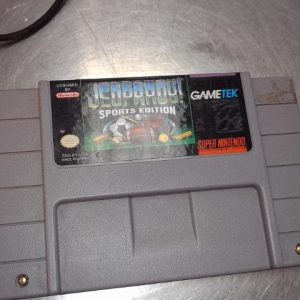 LICENSED BY
Nintendo
JEOPARDY!
SPORTS EDITION
GAMETEK
SUPER NINTENDO